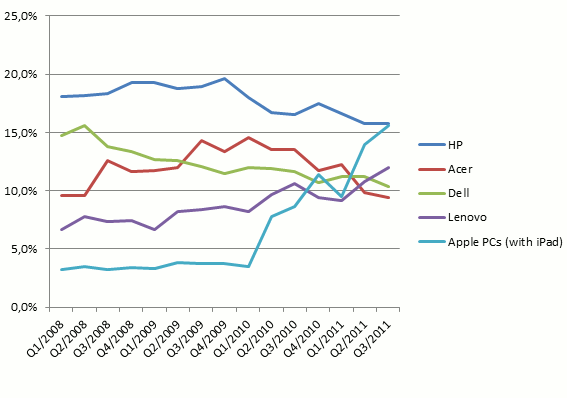 25,0%
20,0%
15,0%
10,0%
5,0%
0,0%
Q1/2008
Q2/2008
Q3/2008
Q4/2008
Q1/2009
Q2/2009
Q3/2009
Q4/2009
Q1/2010
Q2/2010
Q3/2010
Q4/2010
Q1/2011
Q2/2011
Q3/2011
HP
Acer
Dell
Lenovo
Apple PCs (with iPad)